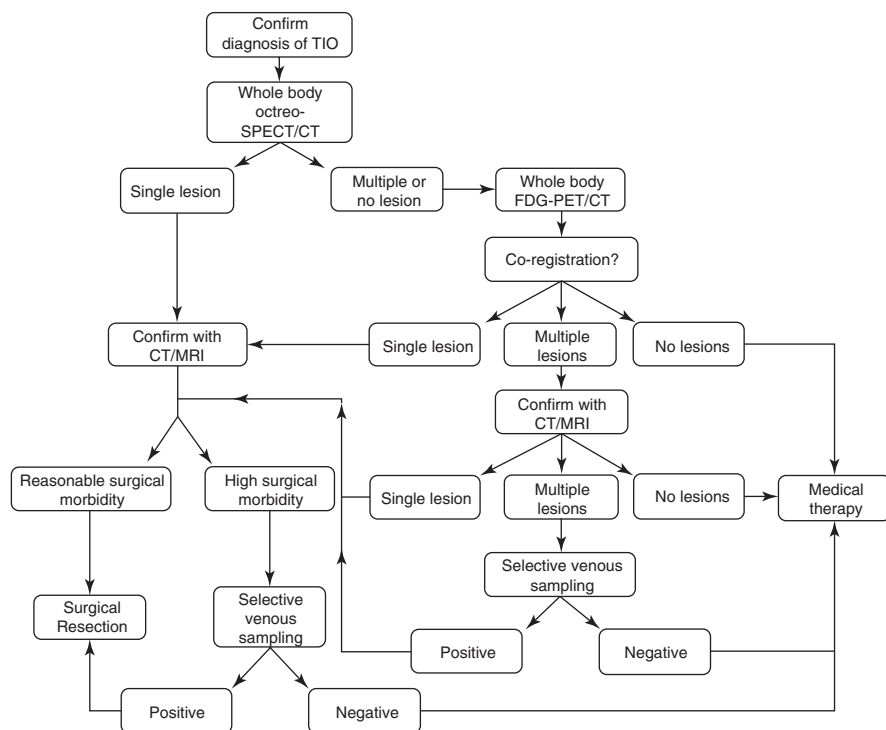 Confirm
diagnosis of TIO
Whole body
octreo-
SPECT/CT
Single lesion
Multiple or
no lesion
Whole body
FDG-PET/CT
Co-registration?
Confirm with
CT/MRI
Single lesion
Multiple
lesions
No lesions
Confirm with
CT/MRI
Reasonable surgical
morbidity
High surgical
morbidity
Single lesion
Multiple
lesions
No lesions
Medical
therapy
Selective venous
sampling
Surgical
Resection
Selective
venous
sampling
Positive
Negative
Positive
Negative